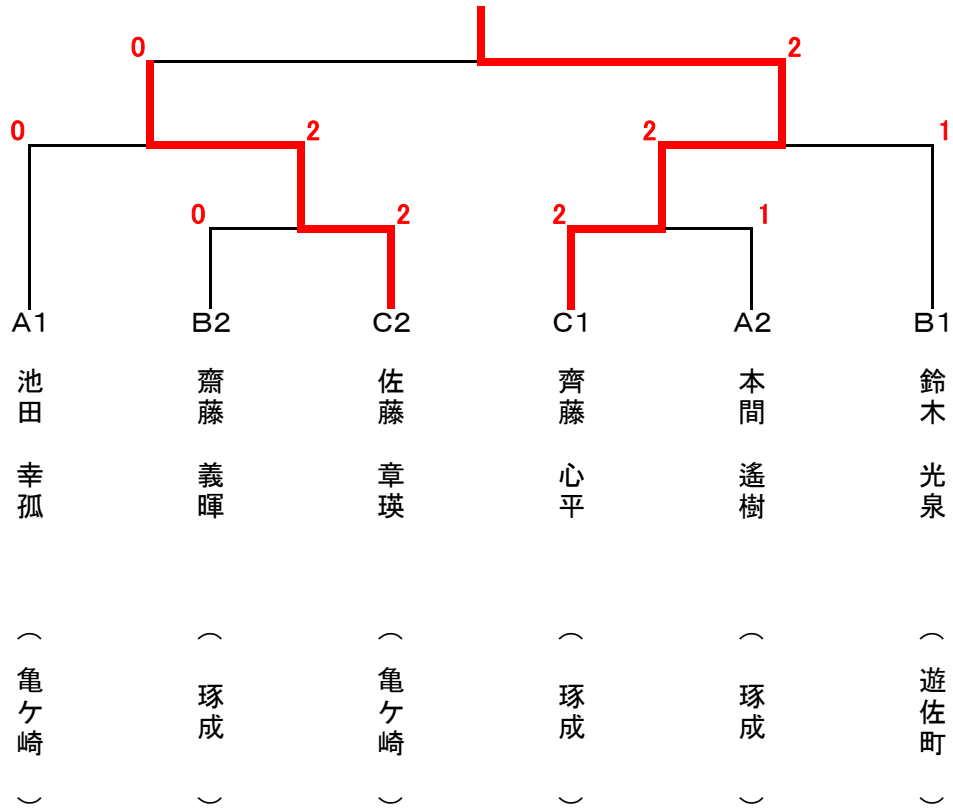 0 2
0 2 2 1
0 2 2 1
A1 B2 C2 C1 A2 B1
池田 幸孤 (亀ケ崎)
齋藤 義暉 (琢成)
佐藤 章瑛 (亀ケ崎)
齊藤 心平 (琢成)
本間 遙樹 (琢成)
鈴木 光泉 (遊佐町)